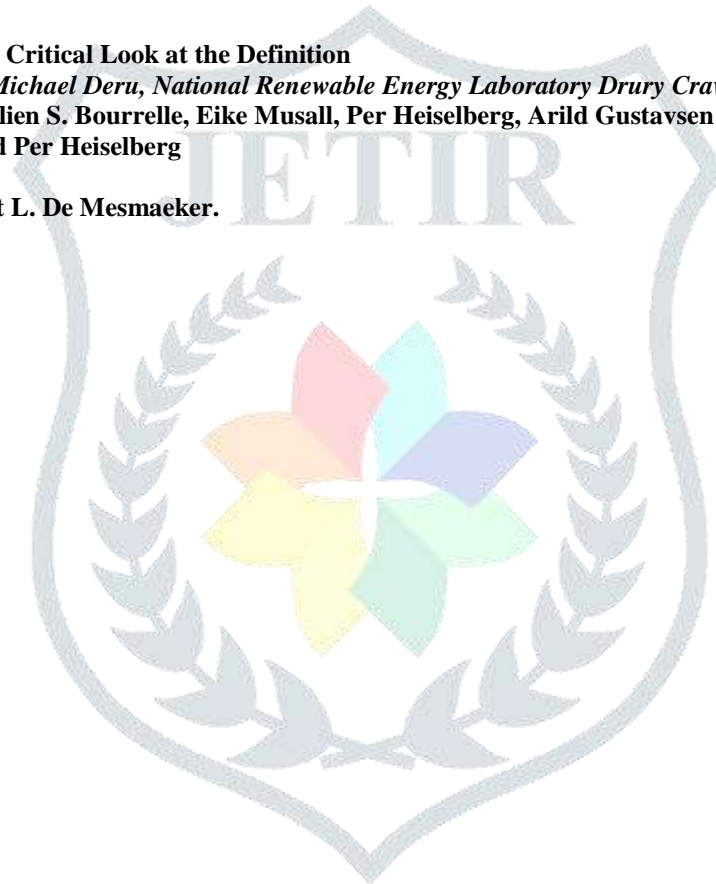 Critical Look at the Definition
Michael Deru, National Renewable Energy Laboratory Drury
lien S. Bourrelle, Eike Musall, Per Heiselberg, Arild Gustavsen
d Per Heiselberg
t L. De Mesmaeker.
JETIR